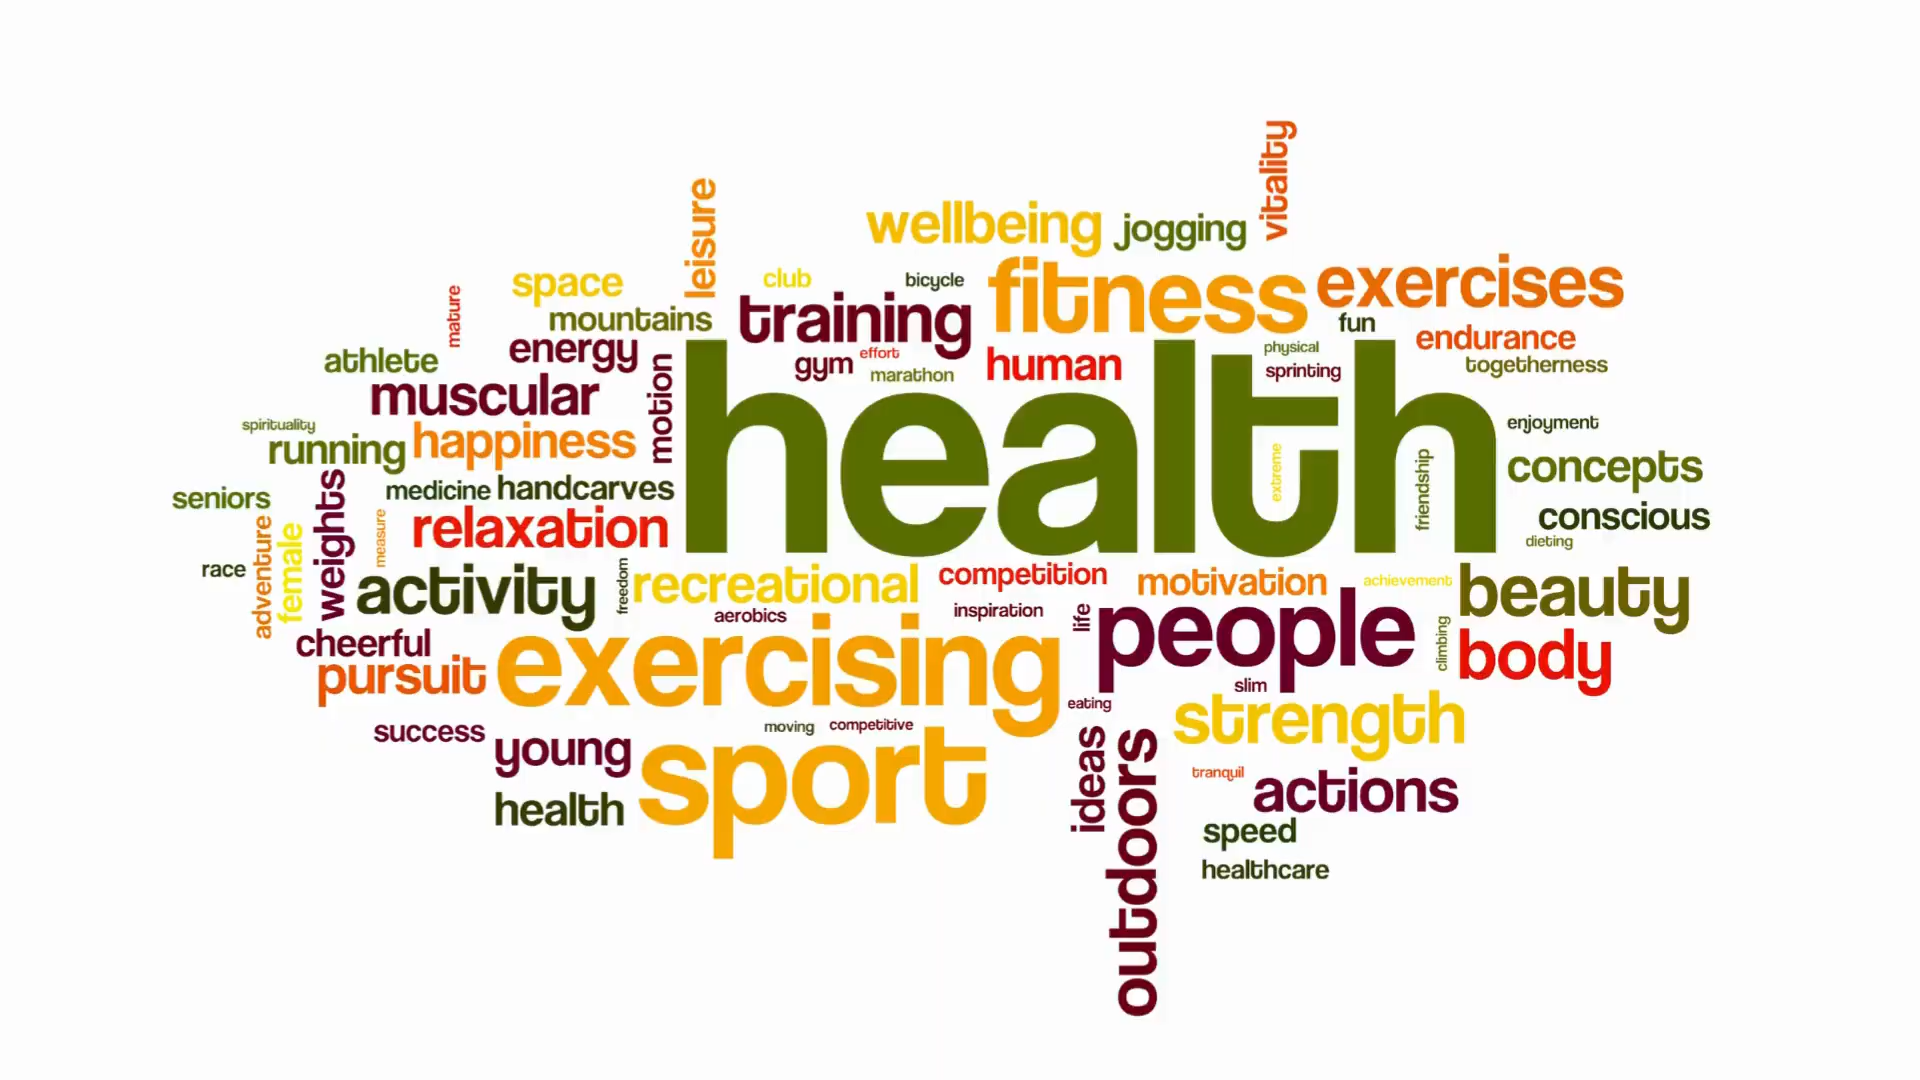 vitality
leisure
wellbeing jogging
space
club
bicycle
fitness exercises
mature
mountains
training
fun
endurance
athlete
energy
motion
gym
effort
marathon
human
physical
sprinting
togetherness
muscular
health
spirituality
running
happiness
extreme
friendship
enjoyment
concepts
seniors
weights
medicine
handcarves
conscious
adventure
female
measure
relaxation
dieting
race
activity
freedom
recreational
competition
motivation
achievement
beauty
aerobics
inspiration
life
people
climbing
cheerful
pursuit
exercising
body
slim
success
young
moving
competitive
eating
strength
sport
ideas
outdoors
tranquil
actions
health
speed
healthcare